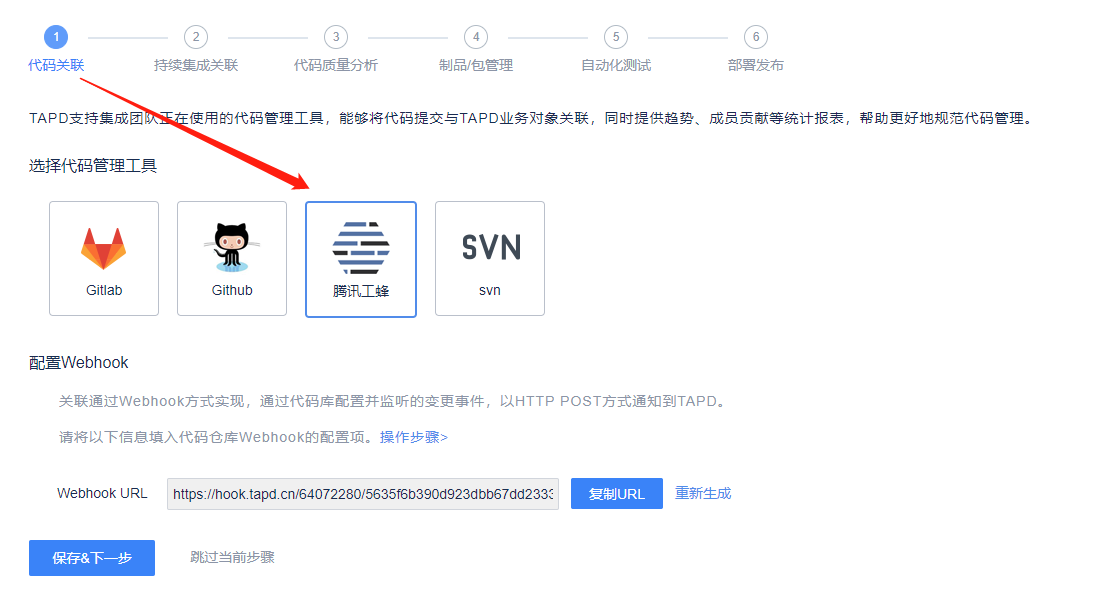 1 2 3 4 5 6
代码关联 持续集成关联 代码质量分析 制品/包管理 自动化测试 部署发布
TAPD支持集成团队正在使用的代码管理工具，能够将代码提交与TAPD业务对象关联，同时提供趋势、成员贡献等统计报表，帮助更好地规范代码管理。
选择代码管理工具
SVN
Gitlab Github 腾讯工蜂 svn
配置Webhook
关联通过Webhook方式实现，通过代码库配置并监听的变更事件，以HTTP POST方式通知到TAPD。
请将以下信息填入代码仓库Webhook的配置项。操作步骤>
Webhook URL https://hook.tapd.cn/64072280/5635f6b390d923dbb67dd2333 复制URL 重新生成
保存&下一步 跳过当前步骤